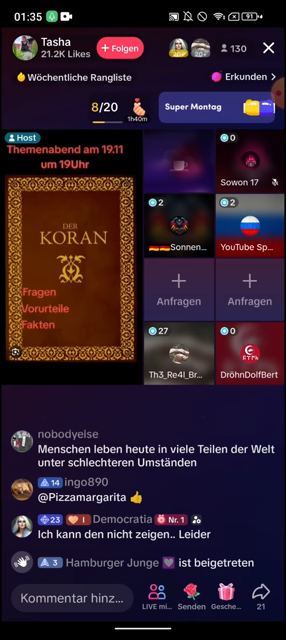 01:35
91
Tasha
21.2K Likes
+ Folgen
20+
130
Wöchentliche Rangliste
Erkunden >
8/20
1h40m
Super Montag
Host
Themenabend am 19.11
um 19Uhr
DER
KORAN
Fragen
Vorurteile
Fakten
0
Sowon 17
2
Sonnen...
2
YouTube Sp...
Anfragen
Anfragen
27
Th3_Re4l_Br...
0
DröhnDolfBert
nobodyelse
Menschen leben heute in viele Teilen der Welt
unter schlechteren Umständen
14 ingo890
@Pizzamargarita 👍
23 1 Democratia Nr. 1
Ich kann den nicht zeigen.. Leider
3 Hamburger Junge 💜 ist beigetreten
Kommentar hinz...
LIVE mi...
Senden
Gesche...
21